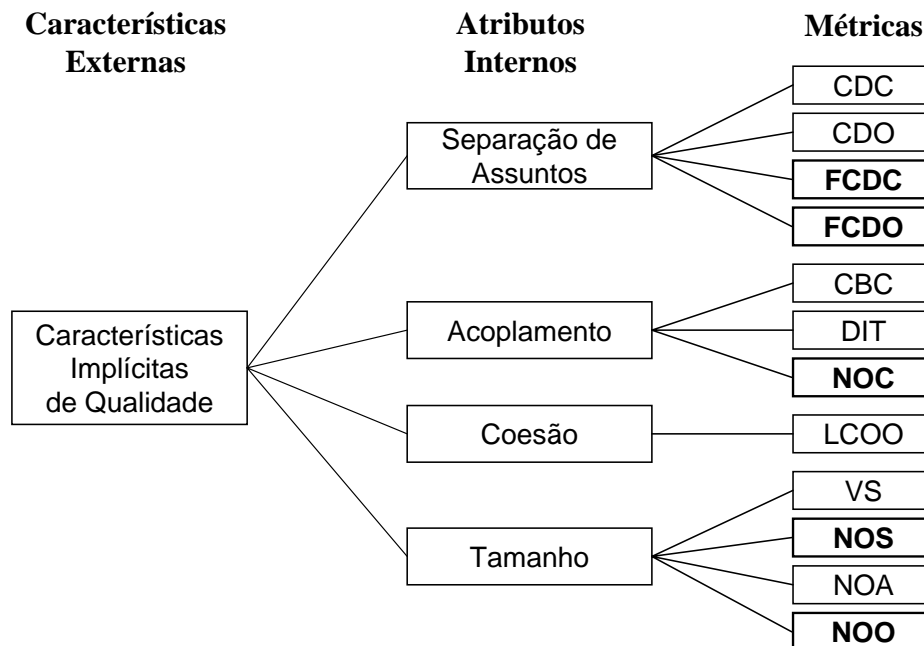 Características
Externas
Atributos
Internos
Métricas
Características
Implícitas
de Qualidade
Separação de
Assuntos
Acoplamento
Coesão
Tamanho
CDC
CDO
FCDC
FCDO
CBC
DIT
NOC
LCOO
VS
NOS
NOA
NOO